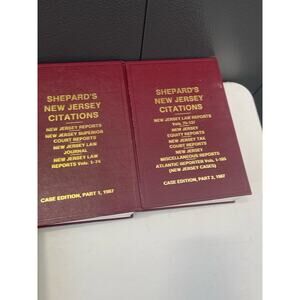 SHEPARD'S
NEW JERSEY
CITATIONS
NEW JERSEY REPORTS
NEW JERSEY SUPERIOR
COURT REPORTS
NEW JERSEY LAW
JOURNAL
NEW JERSEY LAW
REPORTS Vols. 1-74
CASE EDITION, PART 1, 1987
SHEPARD'S
NEW JERSEY
CITATIONS
NEW JERSEY LAW REPORTS
Vols. 75-137
NEW JERSEY
EQUITY REPORTS
NEW JERSEY TAX
COURT REPORTS
NEW JERSEY
MISCELLANEOUS REPORTS
ATLANTIC REPORTER Vols. 1-195
(NEW JERSEY CASES)
CASE EDITION, PART 2, 1987